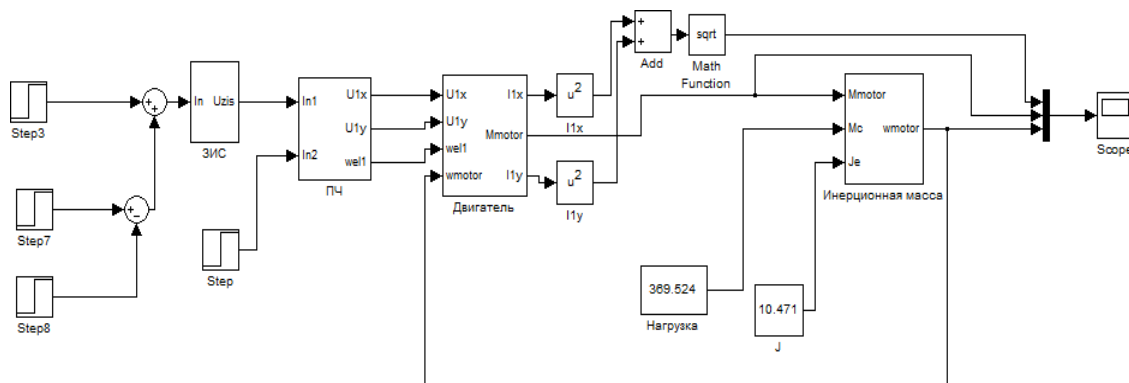 Step3
Step7
Step8
+
+
+
−
In
Uzis
ЗИС
Step
In1
In2
U1x
U1y
wel1
ПЧ
U1x
U1y
wel1
wmotor
I1x
Mmotor
I1y
Двигатель
u²
I1x
u²
I1y
+
+
Add
sqrt
Math
Function
369.524
Нагрузка
10.471
J
Mmotor
Mc
Je
wmotor
Инерционная масса
Scope